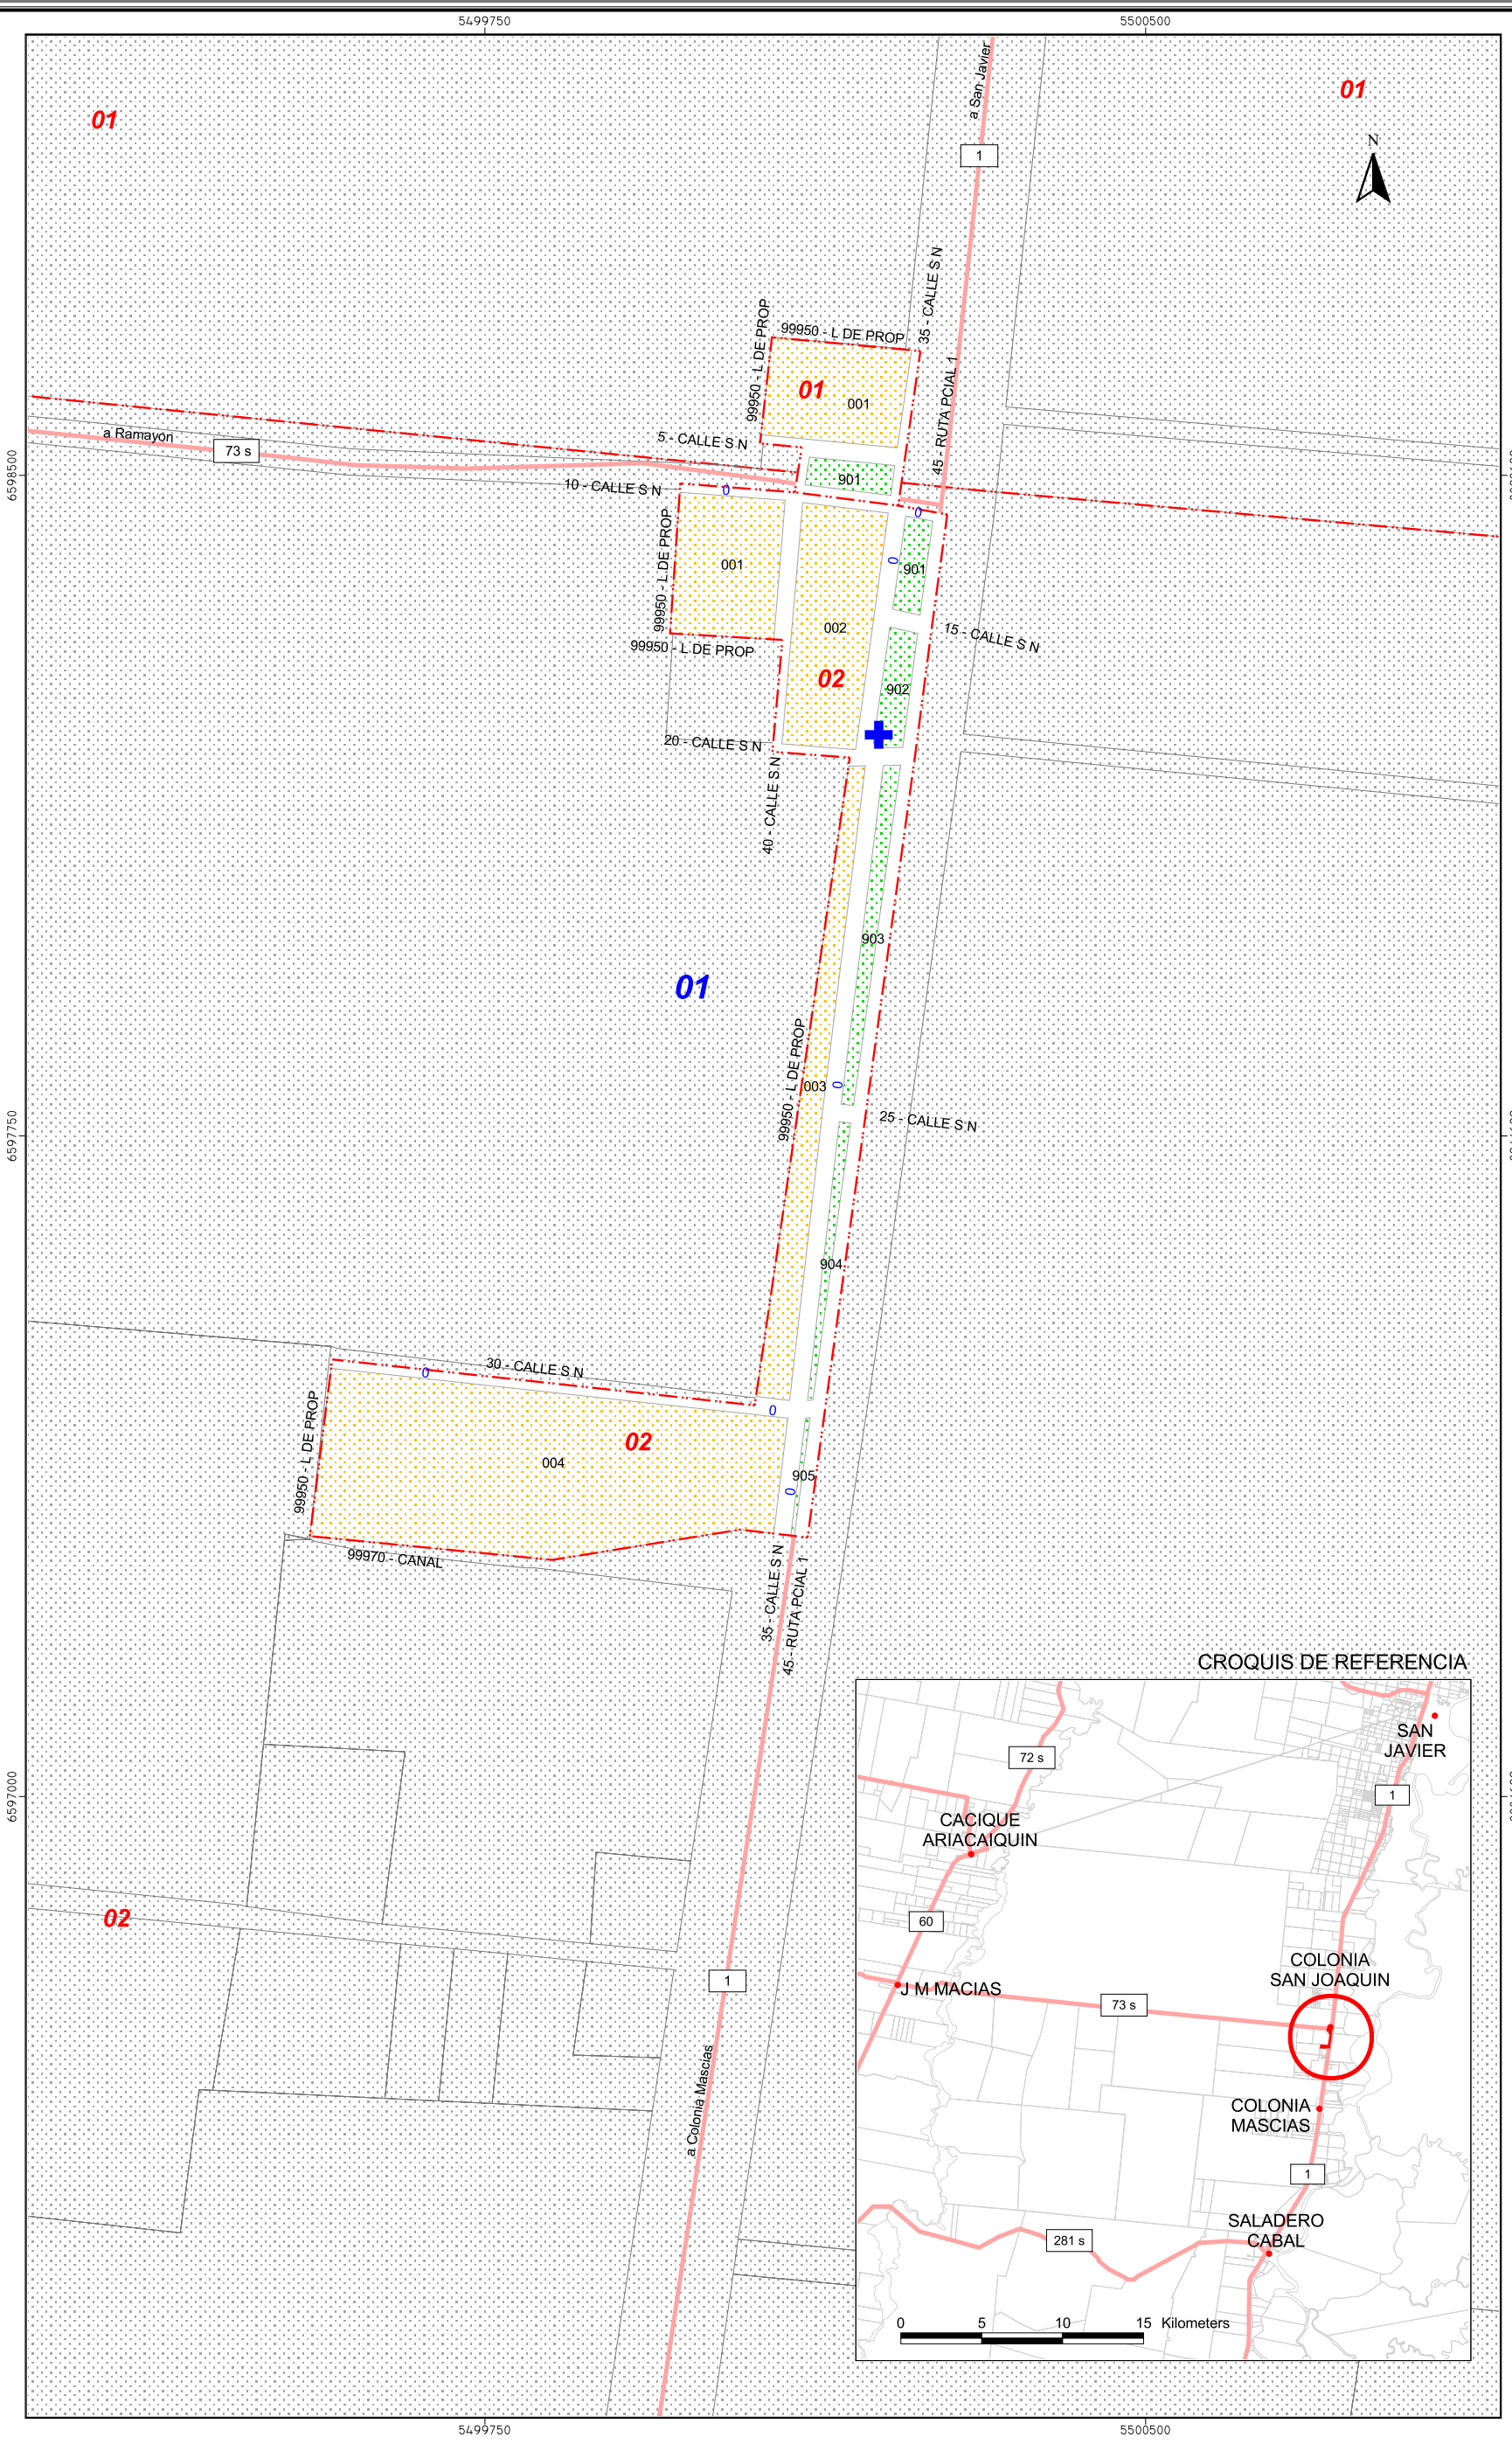 5499750
5500500
01
01
a San Javier
N
1
35 - CALLE S N
99950 - L DE PROP
99950 - L DE PROP
01
001
45 - RUTA PCIAL 1
a Ramayon
73 s
5 - CALLE S N
6598500
901
10 - CALLE S N
0
0
99950 - L DE PROP
001
0
901
002
15 - CALLE S N
99950 - L DE PROP
02
902
20 - CALLE S N
40 - CALLE S N
903
01
99950 - L DE PROP
003
0
25 - CALLE S N
6597750
904
30 - CALLE S N
0
0
99950 - L DE PROP
02
004
905
0
99970 - CANAL
35 - CALLE S N
45 - RUTA PCIAL 1
6597000
02
1
a Colonia Mascias
CROQUIS DE REFERENCIA
SAN
JAVIER
72 s
1
CACIQUE
ARIACAIQUIN
60
COLONIA
SAN JOAQUIN
J M MACIAS
73 s
COLONIA
MASCIAS
1
SALADERO
CABAL
281 s
0 5 10 15 Kilometers
5499750
5500500